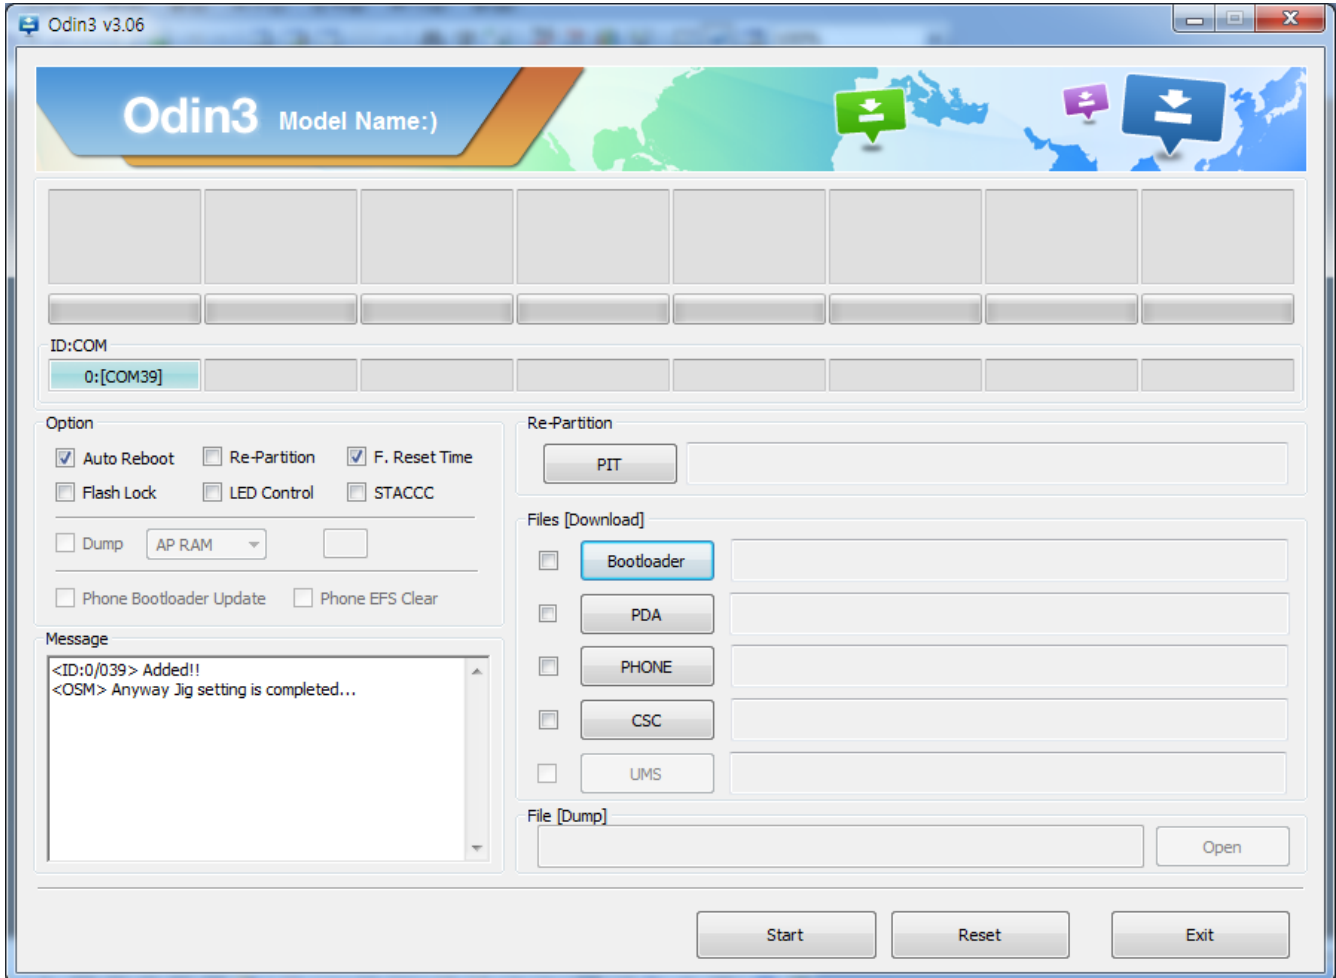 Odin3 v3.06
Odin3 Model Name:)
ID:COM
0:[COM39]
Option
Auto Reboot
Re-Partition
F. Reset Time
Flash Lock
LED Control
STACCC
Dump
AP RAM
Phone Bootloader Update
Phone EFS Clear
Message
<ID:0/039> Added!!
<OSM> Anyway Jig setting is completed...
Re-Partition
PIT
Files [Download]
Bootloader
PDA
PHONE
CSC
UMS
File [Dump]
Open
Start
Reset
Exit